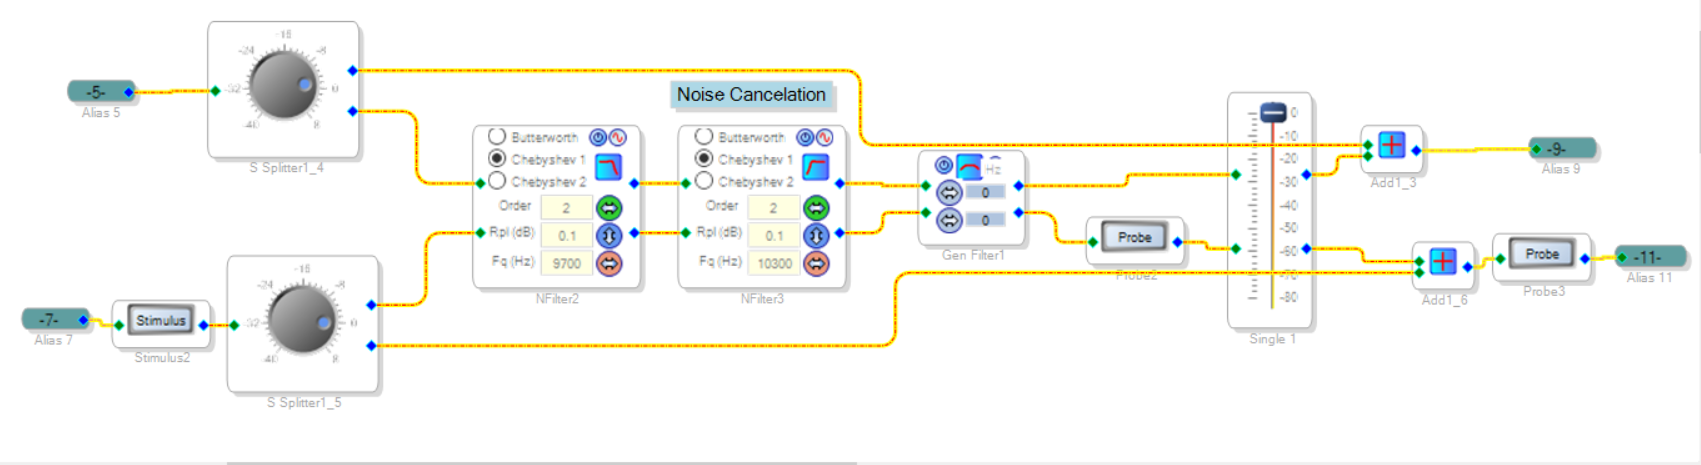 -5-
Alias 5
-16
-24
-8
-32
0
-40
8
S Splitter1_4
Noise Cancelation
Butterworth
Chebyshev 1
Chebyshev 2
Order 2
Rpl (dB) 0.1
Fq (Hz) 9700
NFilter2
Butterworth
Chebyshev 1
Chebyshev 2
Order 2
Rpl (dB) 0.1
Fq (Hz) 10300
NFilter3
Hz
0
0
Gen Filter1
Probe
Probe2
0
-10
-20
-30
-40
-50
-60
-70
-80
Single 1
Add1_3
-9-
Alias 9
Add1_6
Probe
Probe3
-11-
Alias 11
-7-
Alias 7
Stimulus
Stimulus2
-16
-24
-8
-32
0
-40
8
S Splitter1_5